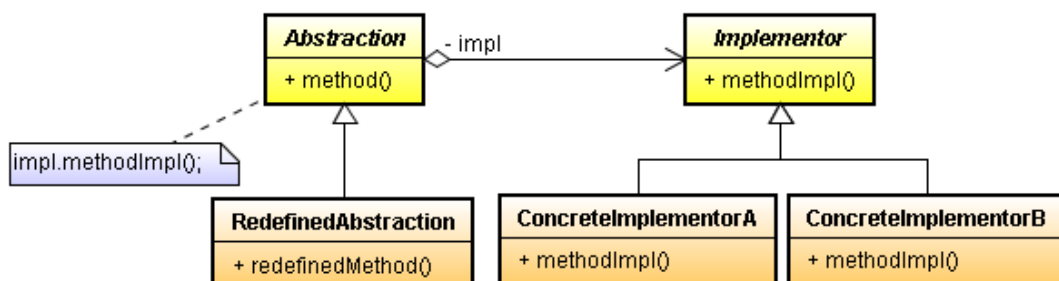 Abstraction
+ method()
- impl
Implementor
+ methodImpl()
impl.methodImpl();
RedefinedAbstraction
+ redefinedMethod()
ConcreteImplementorA
+ methodImpl()
ConcreteImplementorB
+ methodImpl()